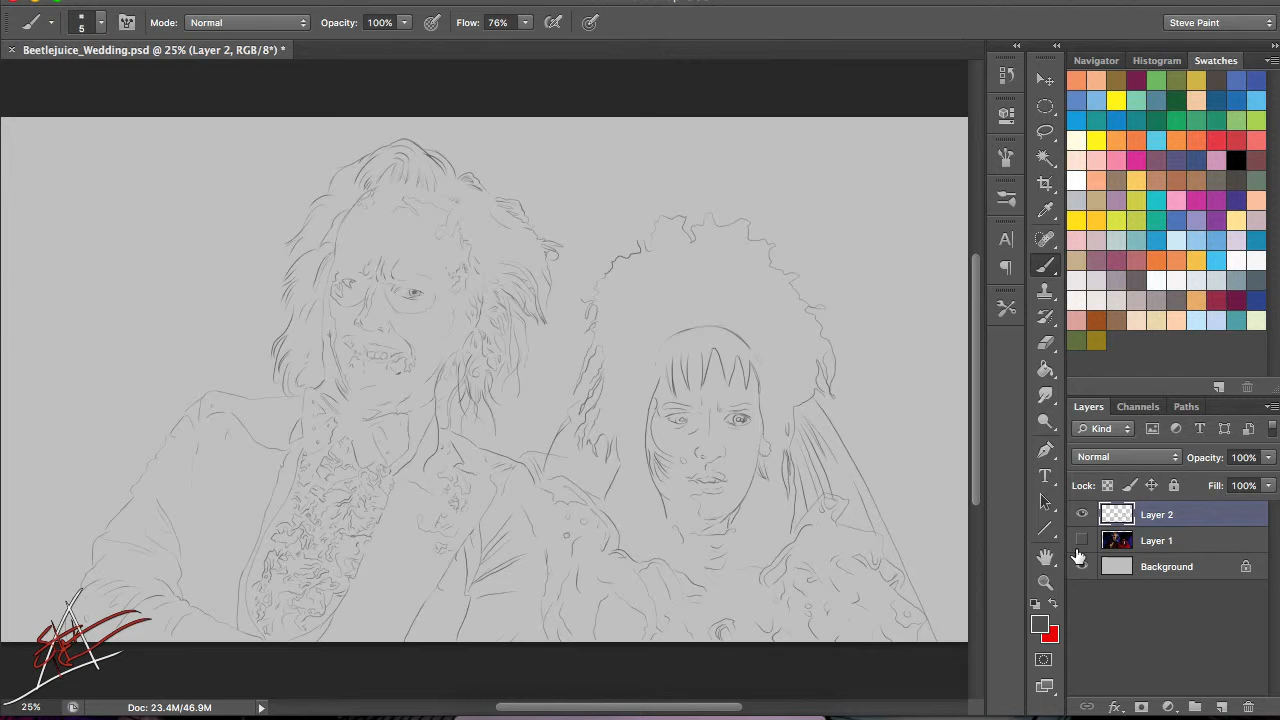 5 Mode: Normal Opacity: 100% Flow: 76% Steve Paint
× Beetlejuice_Wedding.psd @ 25% (Layer 2, RGB/8*) *
Navigator Histogram Swatches
Layers Channels Paths
Kind
Normal Opacity: 100%
Lock: Fill: 100%
Layer 2
Layer 1
Background
25% Doc: 23.4M/46.9M